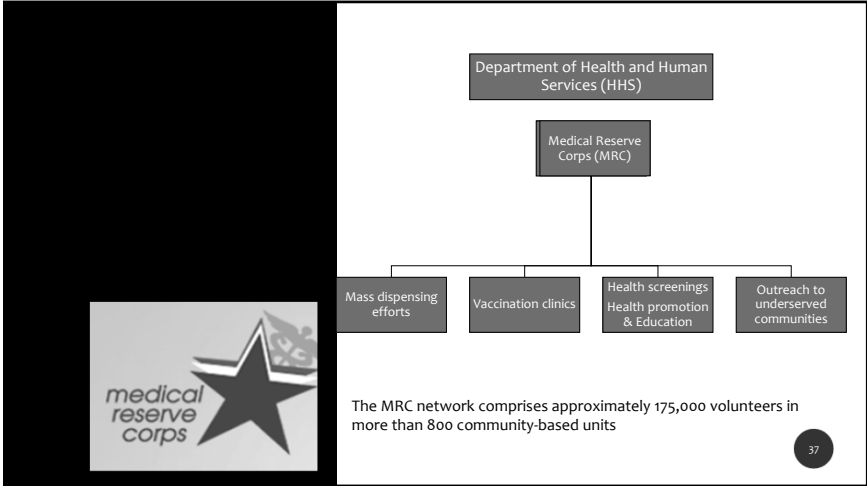 Department of Health and Human
Services (HHS)
Medical Reserve
Corps (MRC)
Mass dispensing
efforts
Vaccination clinics
Health screenings
Health promotion
& Education
Outreach to
underserved
communities
medical
reserve
corps
The MRC network comprises approximately 175,000 volunteers in
more than 800 community-based units
37